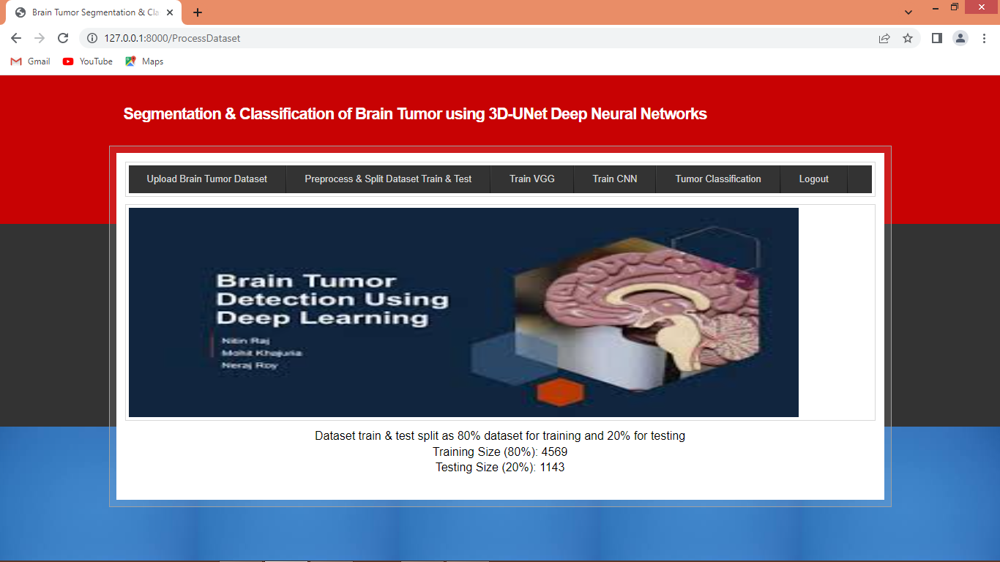 Brain Tumor Segmentation & Cla
127.0.0.1:8000/ProcessDataset
Gmail YouTube Maps
Segmentation & Classification of Brain Tumor using 3D-UNet Deep Neural Networks
Upload Brain Tumor Dataset Preprocess & Split Dataset Train & Test Train VGG Train CNN Tumor Classification Logout
Brain Tumor
Detection Using
Deep Learning
Nitin Raj
Mohit Khajuria
Neraj Roy
Dataset train & test split as 80% dataset for training and 20% for testing
Training Size (80%): 4569
Testing Size (20%): 1143